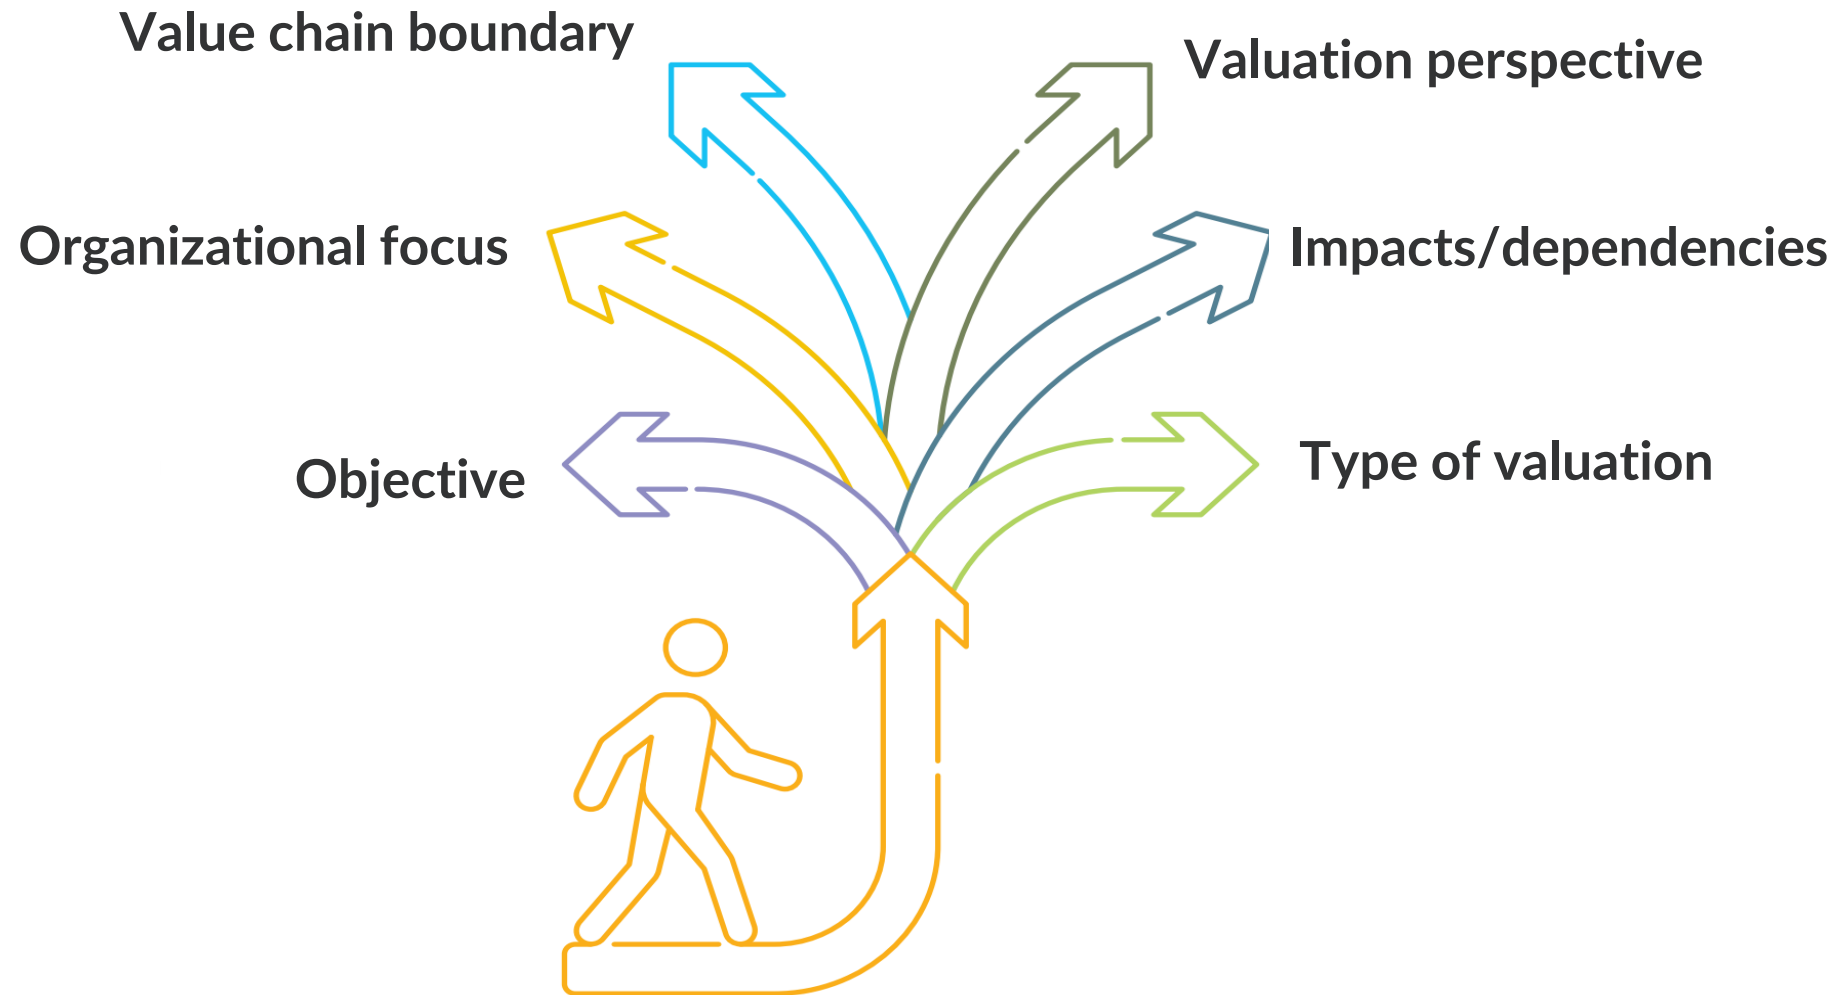 Value chain boundary
Valuation perspective
Organizational focus
Impacts/dependencies
Objective
Type of valuation